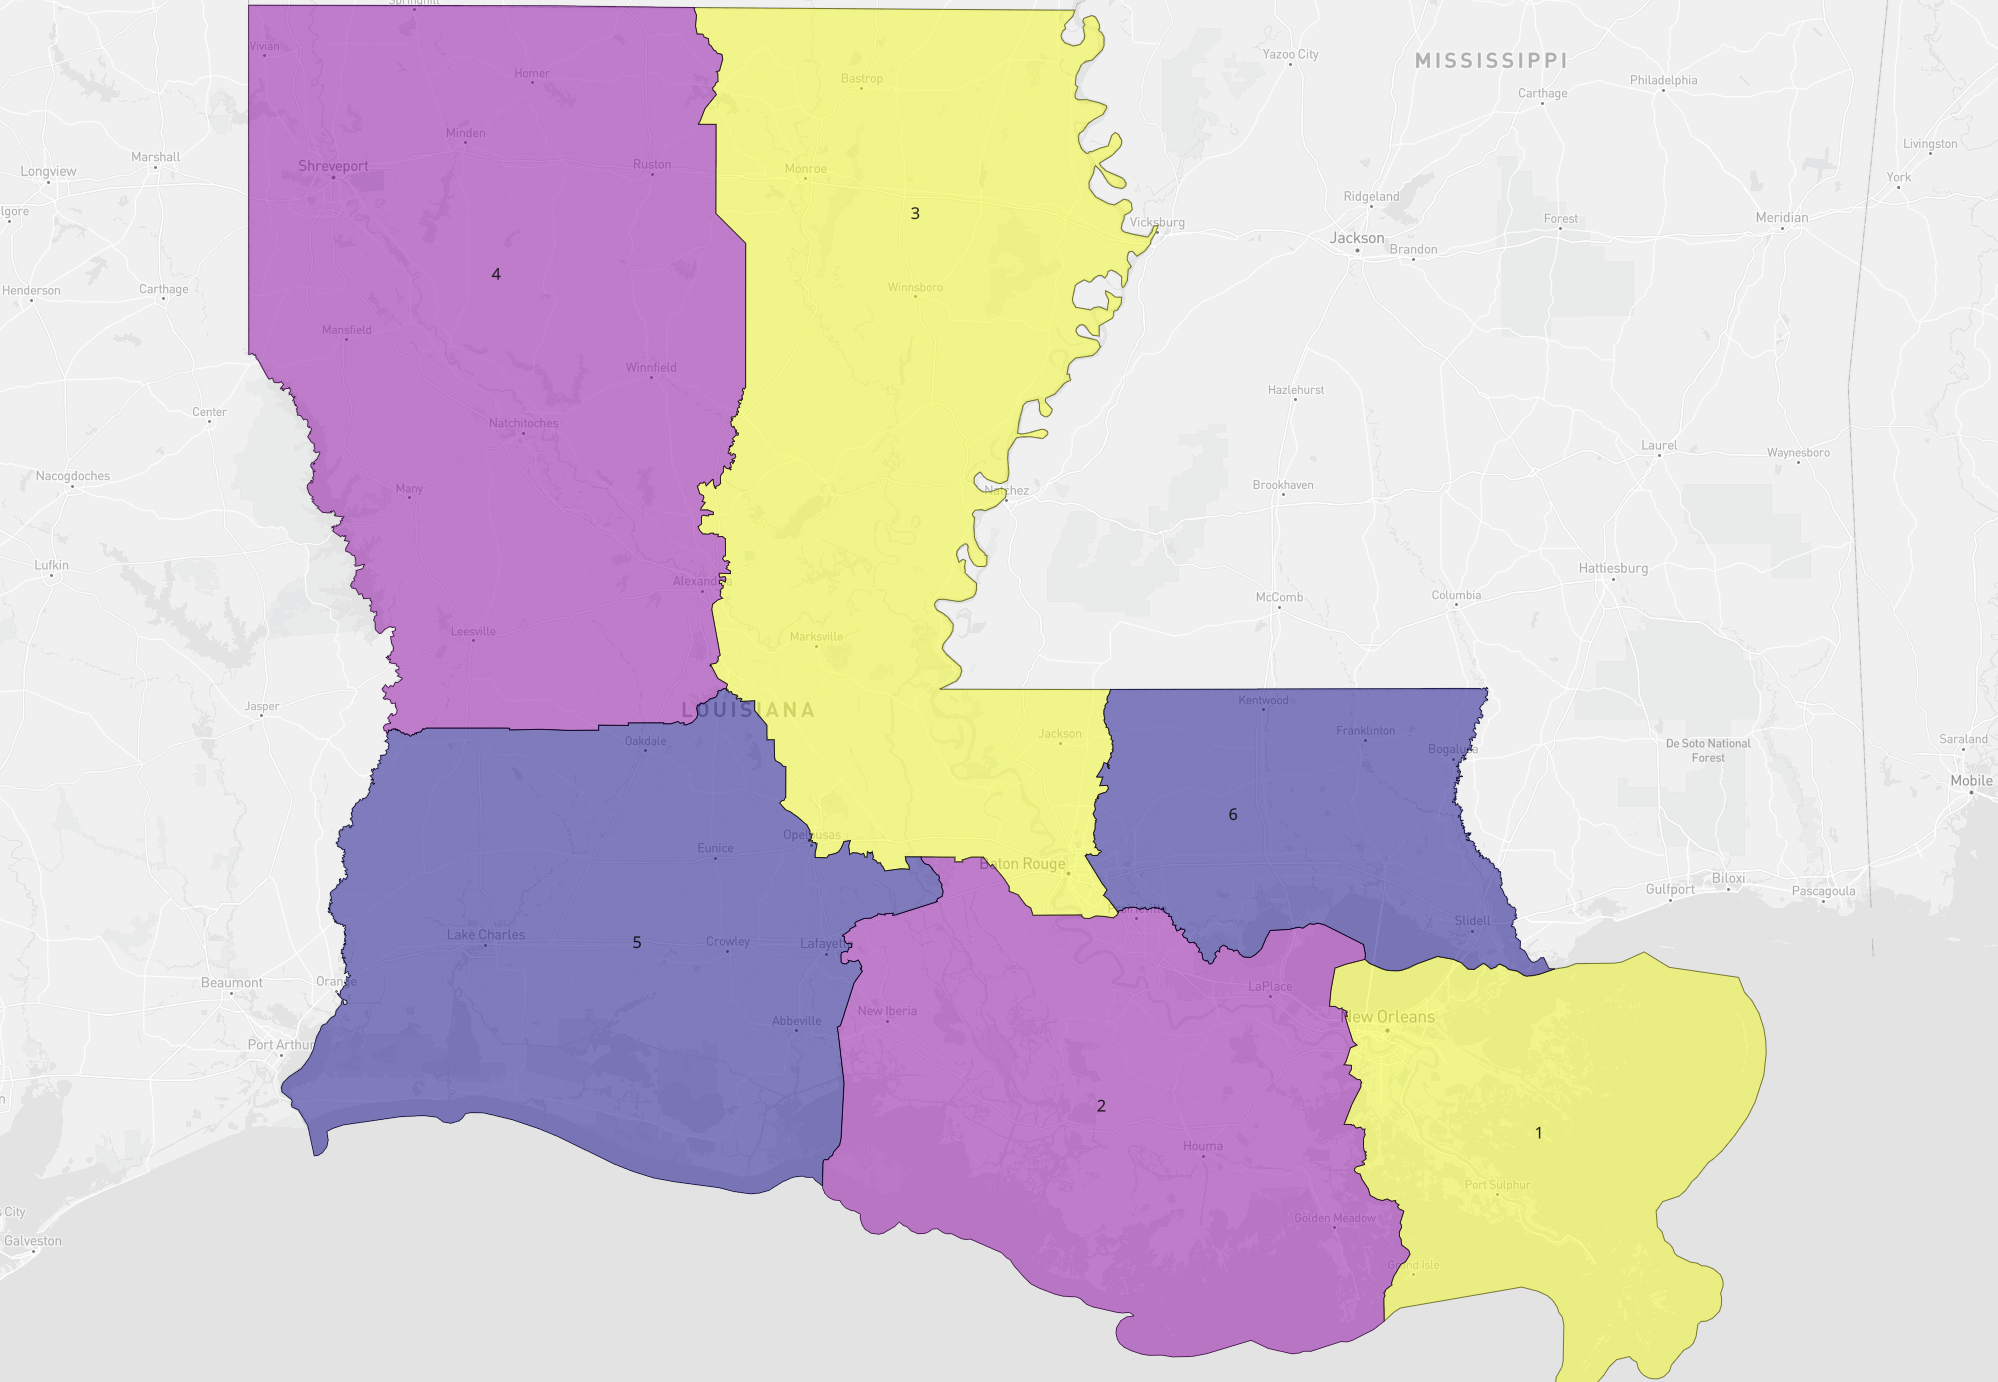 Springhill
Vivian
Homer
Bastrop
Yazoo City
MISSISSIPPI
Philadelphia
Carthage
Minden
Marshall
Longview
Shreveport
Ruston
Monroe
Livingston
York
lgore
3
Ridgeland
Forest
Meridian
Vicksburg
Jackson
Brandon
4
Henderson
Carthage
Winnsboro
Mansfield
Winnfield
Hazlehurst
Center
Natchitoches
Laurel
Waynesboro
Nacogdoches
Many
Natchez
Brookhaven
Lufkin
Alexandria
Hattiesburg
McComb
Columbia
Leesville
Marksville
Jasper
LOUISIANA
Kentwood
Oakdale
Jackson
Franklinton
Bogalusa
De Soto National
Forest
Saraland
Mobile
6
Opelousas
Eunice
Baton Rouge
Biloxi
Gulfport
Pascagoula
Prairieville
Slidell
Lake Charles
5
Crowley
Lafayette
Beaumont
Orange
LaPlace
New Iberia
Abbeville
New Orleans
Port Arthur
n
2
1
Houma
Port Sulphur
s City
Golden Meadow
Galveston
Grand Isle